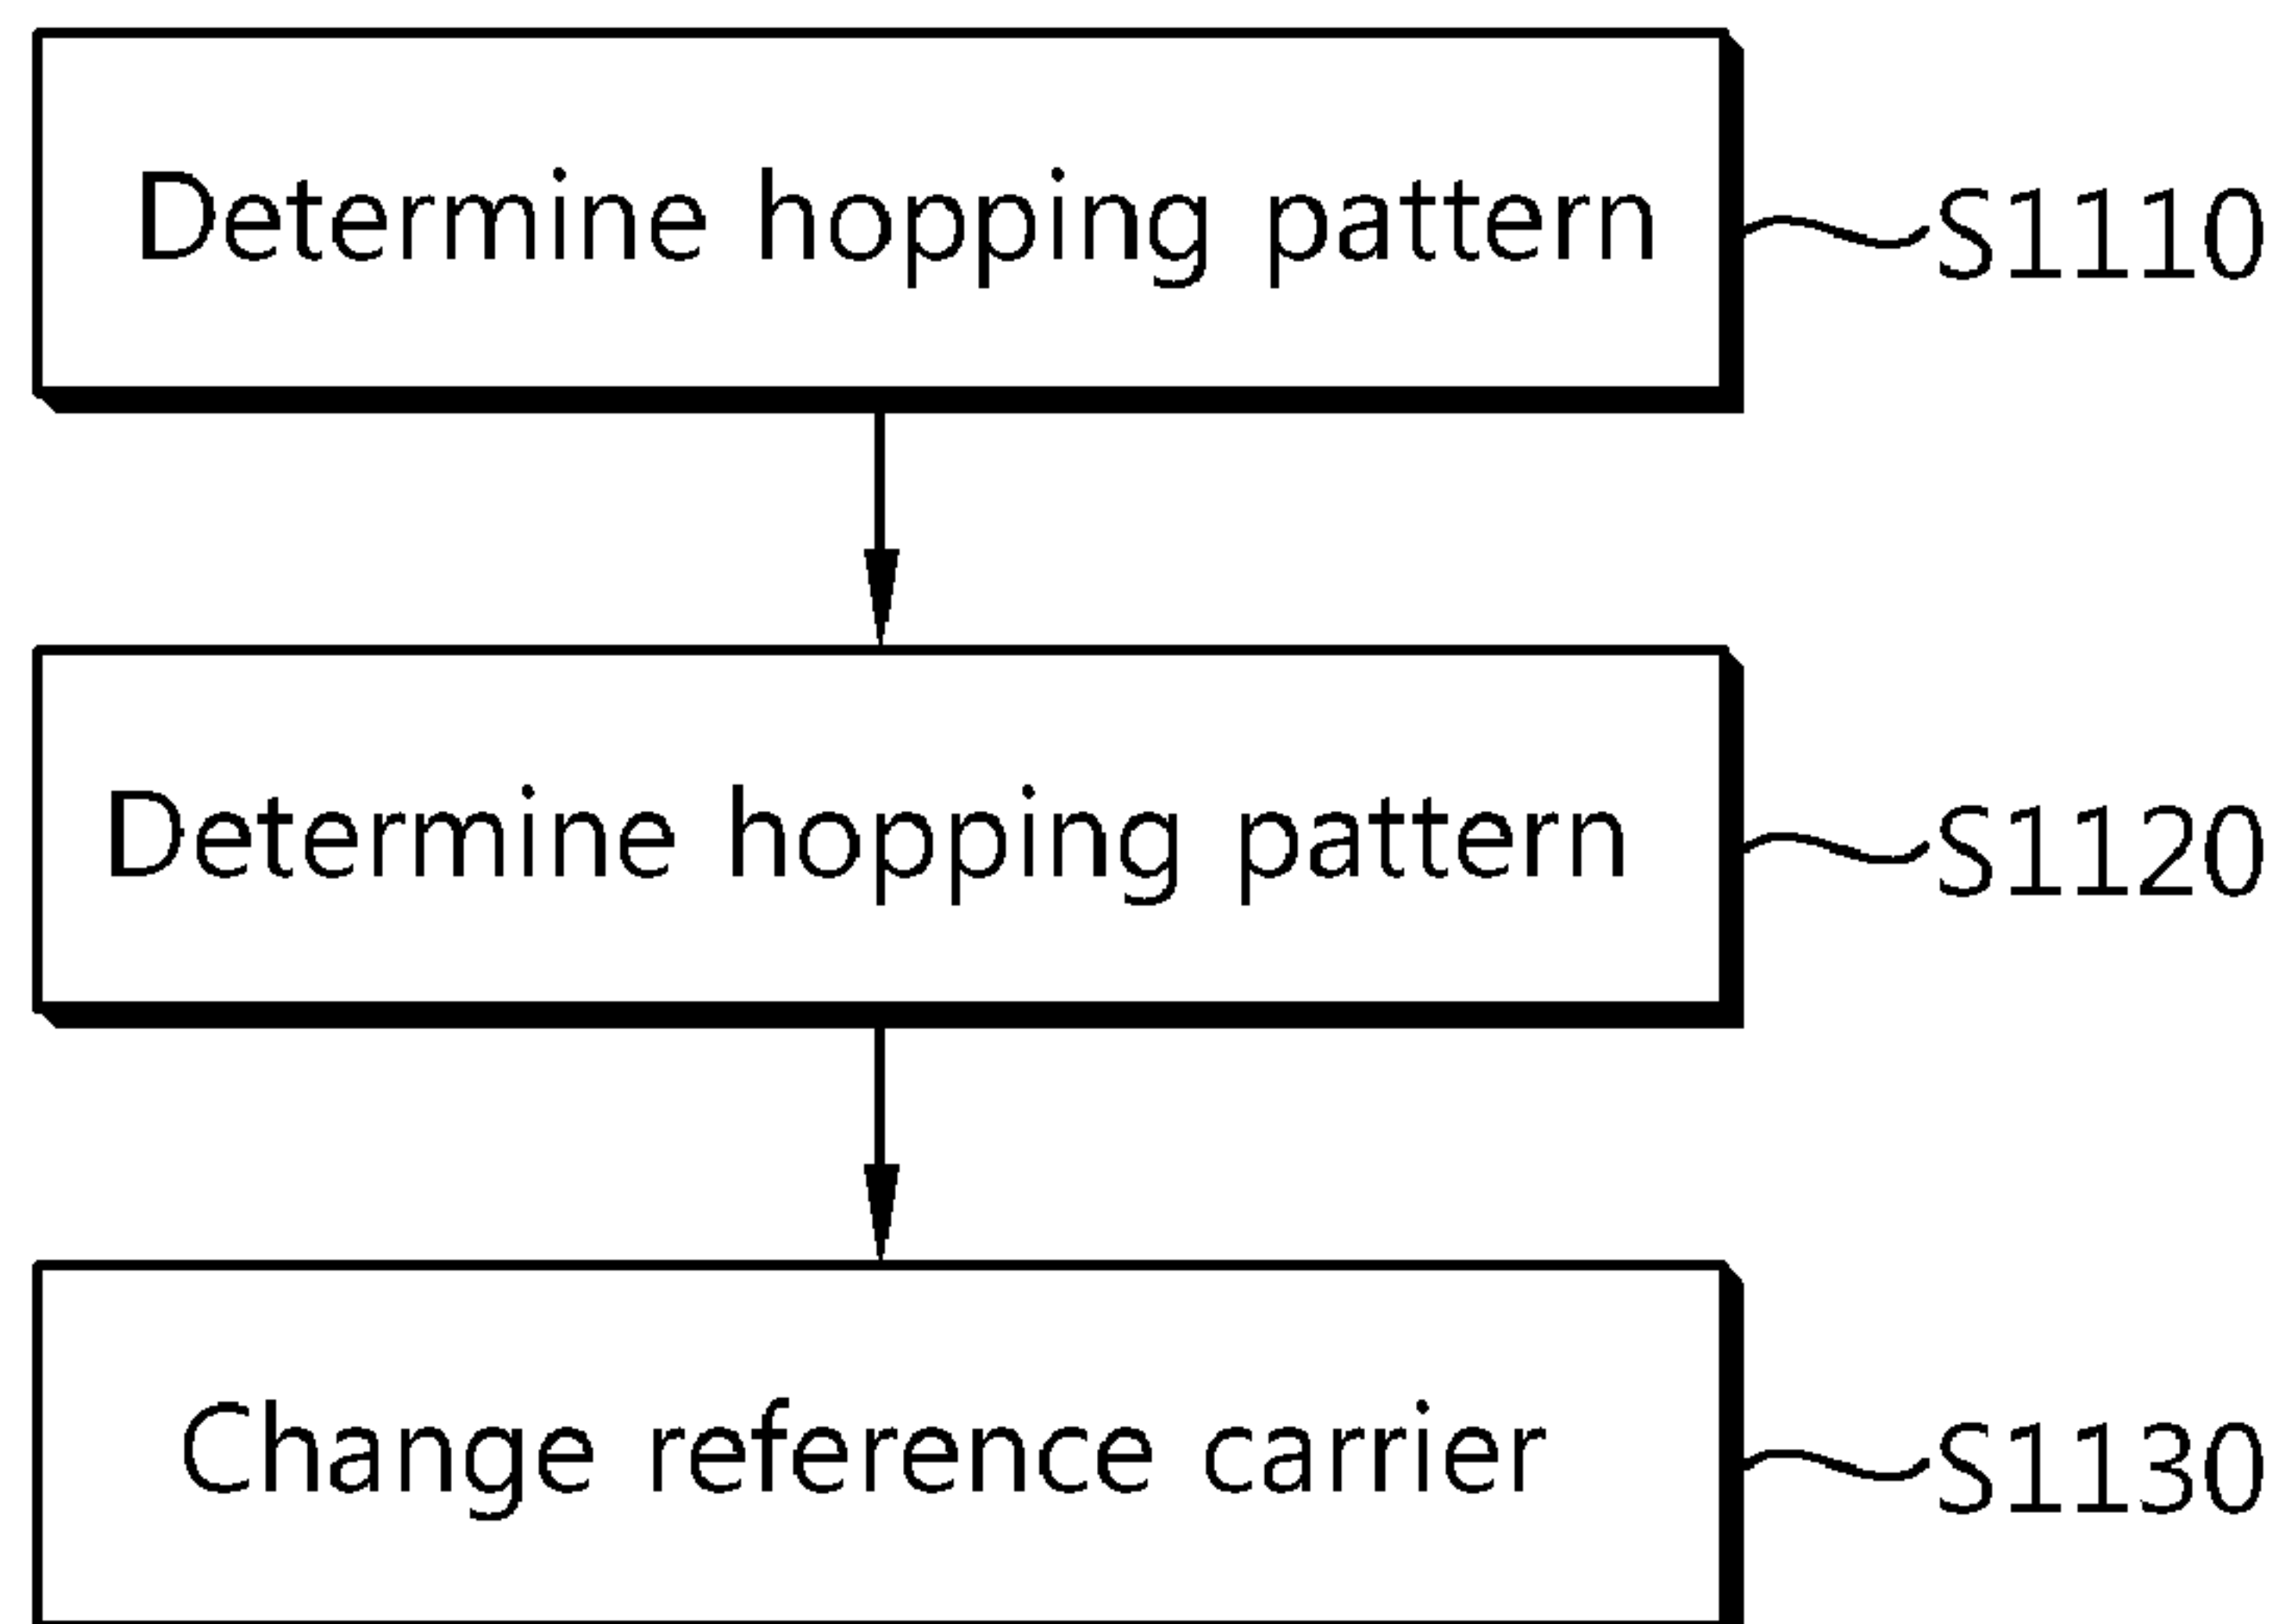 Determine hopping pattern S1110
Determine hopping pattern S1120
Change reference carrier S1130